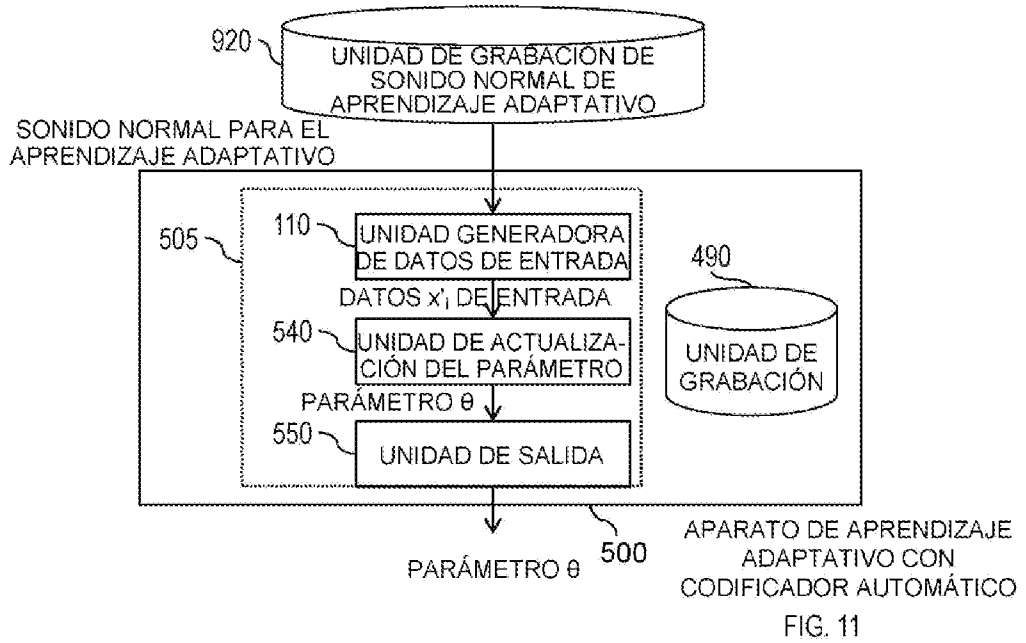 920
UNIDAD DE GRABACIÓN DE
SONIDO NORMAL DE
APRENDIZAJE ADAPTATIVO
SONIDO NORMAL PARA EL
APRENDIZAJE ADAPTATIVO
505
110
UNIDAD GENERADORA
DE DATOS DE ENTRADA
DATOS x'i DE ENTRADA
540
UNIDAD DE ACTUALIZA-
CIÓN DEL PARÁMETRO
PARÁMETRO θ
550
UNIDAD DE SALIDA
490
UNIDAD DE
GRABACIÓN
500
PARÁMETRO θ
APARATO DE APRENDIZAJE
ADAPTATIVO CON
CODIFICADOR AUTOMÁTICO
FIG. 11